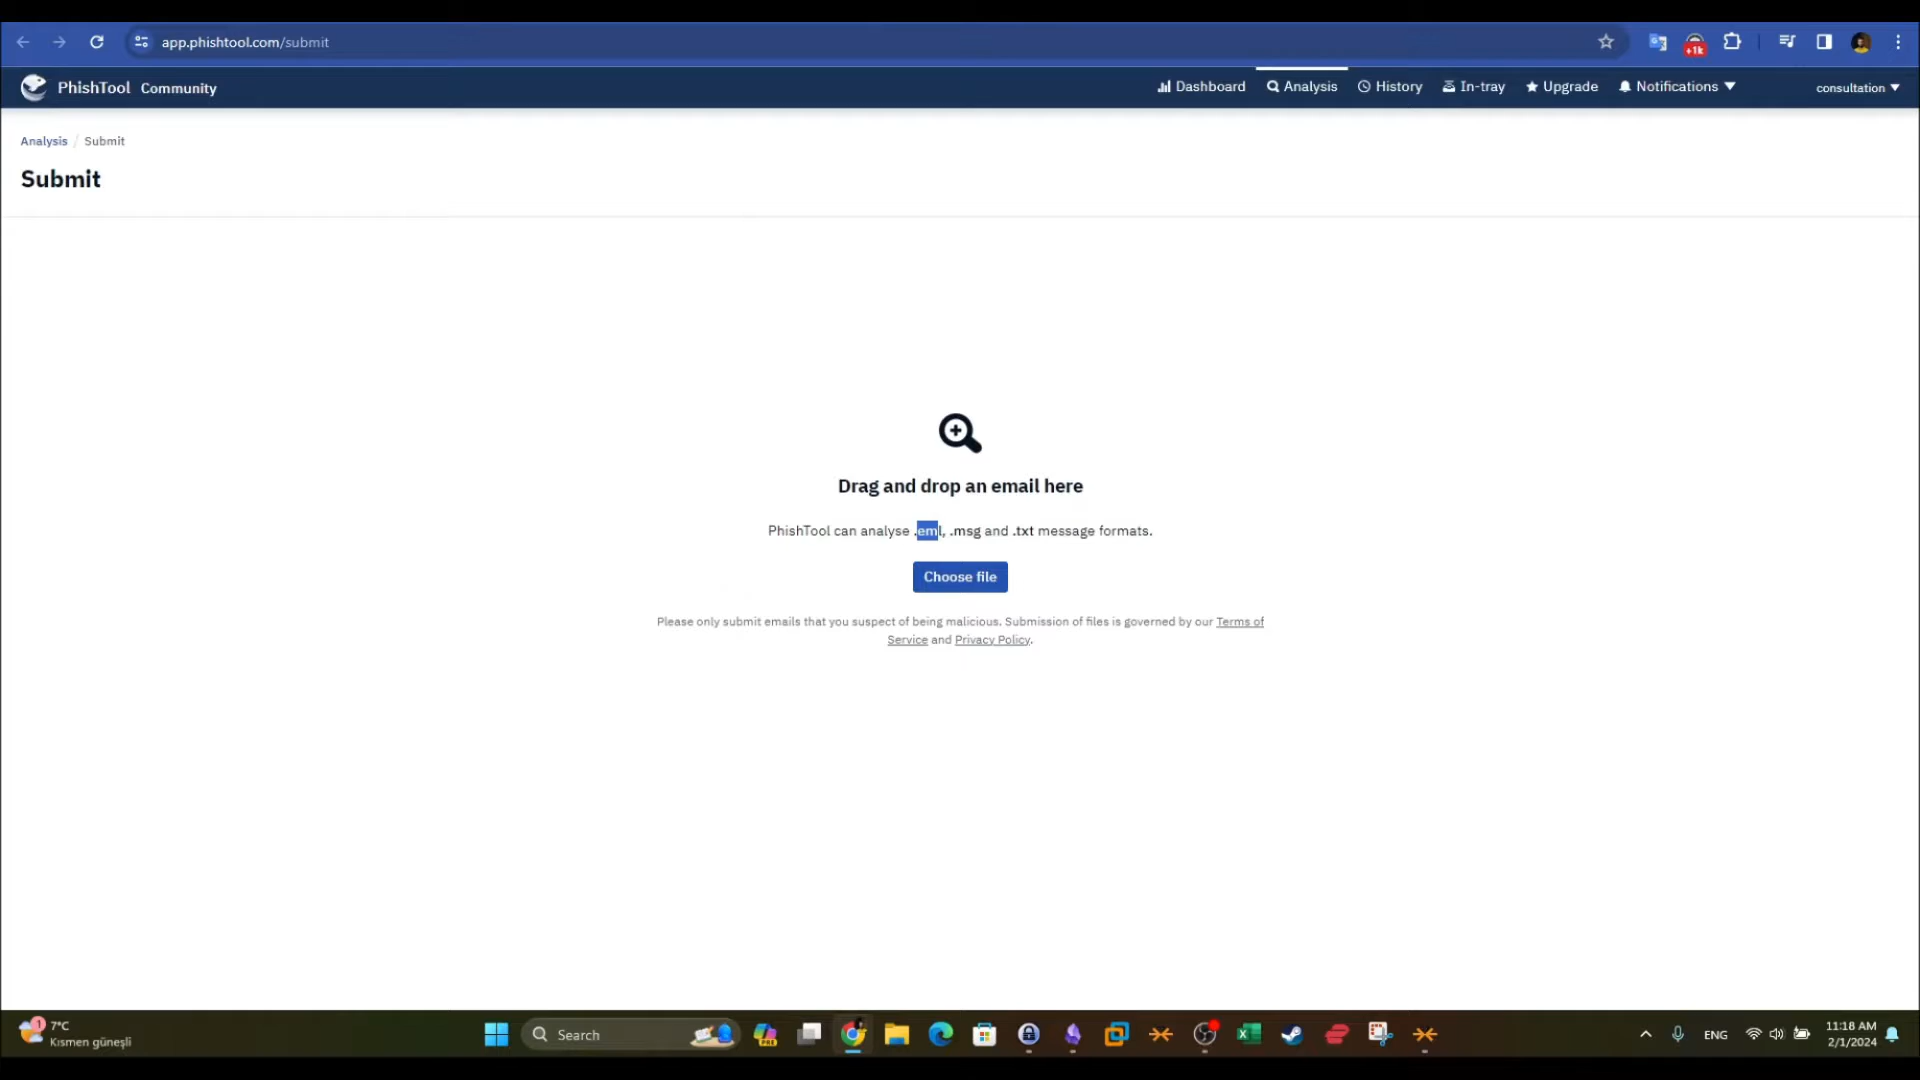 app.phishtool.com/submit
+1k
PhishTool Community
Dashboard
Analysis
History
In-tray
Upgrade
Notifications
consultation
Analysis / Submit
Submit
Drag and drop an email here
PhishTool can analyse .eml, .msg and .txt message formats.
Choose file
Please only submit emails that you suspect of being malicious. Submission of files is governed by our Terms of
Service and Privacy Policy.
1
7°C
Kısmen güneşli
Search
PRE
ENG
11:18 AM
2/1/2024